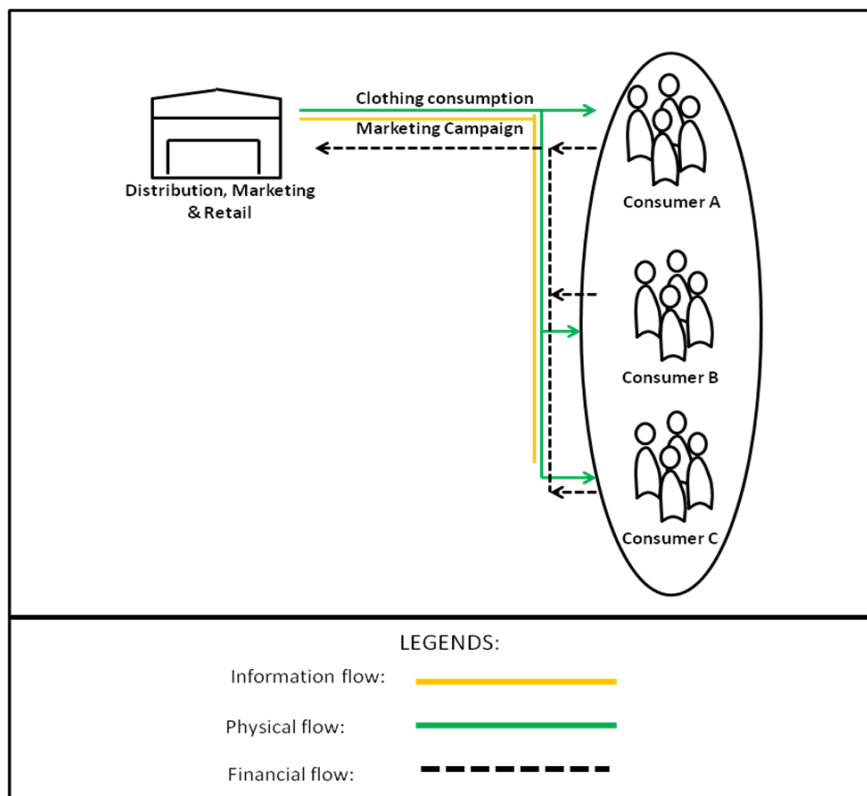 Clothing consumption
Marketing Campaign
Distribution, Marketing
& Retail
Consumer A
Consumer B
Consumer C
LEGENDS:
Information flow:
Physical flow:
Financial flow: